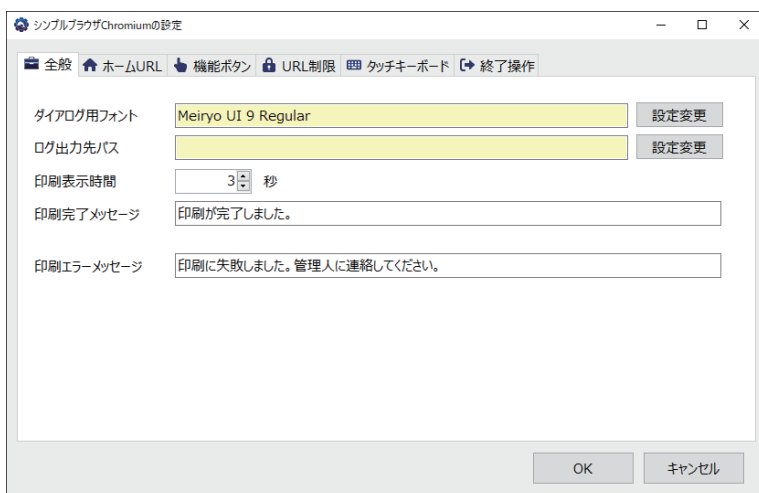 シンプルブラウザChromiumの設定
全般 ホームURL 機能ボタン URL制限 タッチキーボード 終了操作
ダイアログ用フォント Meiryo UI 9 Regular 設定変更
ログ出力先パス 設定変更
印刷表示時間 3 秒
印刷完了メッセージ 印刷が完了しました。
印刷エラーメッセージ 印刷に失敗しました。管理人に連絡してください。
OK キャンセル